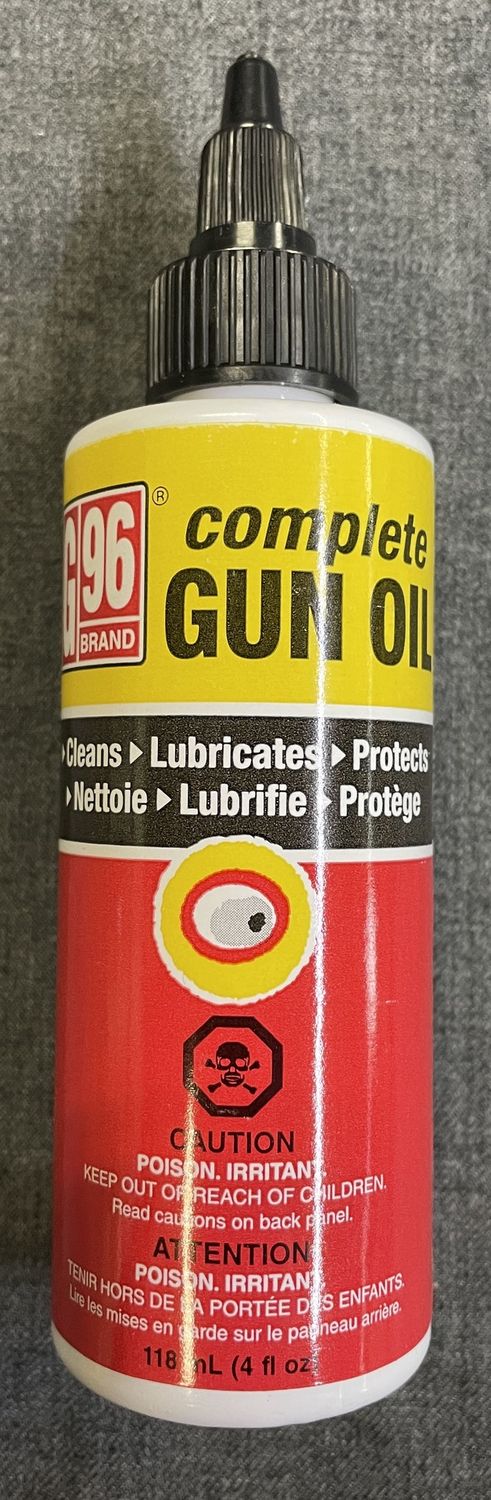 G96
BRAND
®
complete
GUN OIL
Cleans ▸ Lubricates ▸ Protects
▸ Nettoie ▸ Lubrifie ▸ Protège
CAUTION
POISON. IRRITANT.
KEEP OUT OF REACH OF CHILDREN.
Read cautions on back panel.
ATTENTION
POISON. IRRITANT.
TENIR HORS DE LA PORTÉE DES ENFANTS.
Lire les mises en garde sur le panneau arrière.
118 mL (4 fl oz)